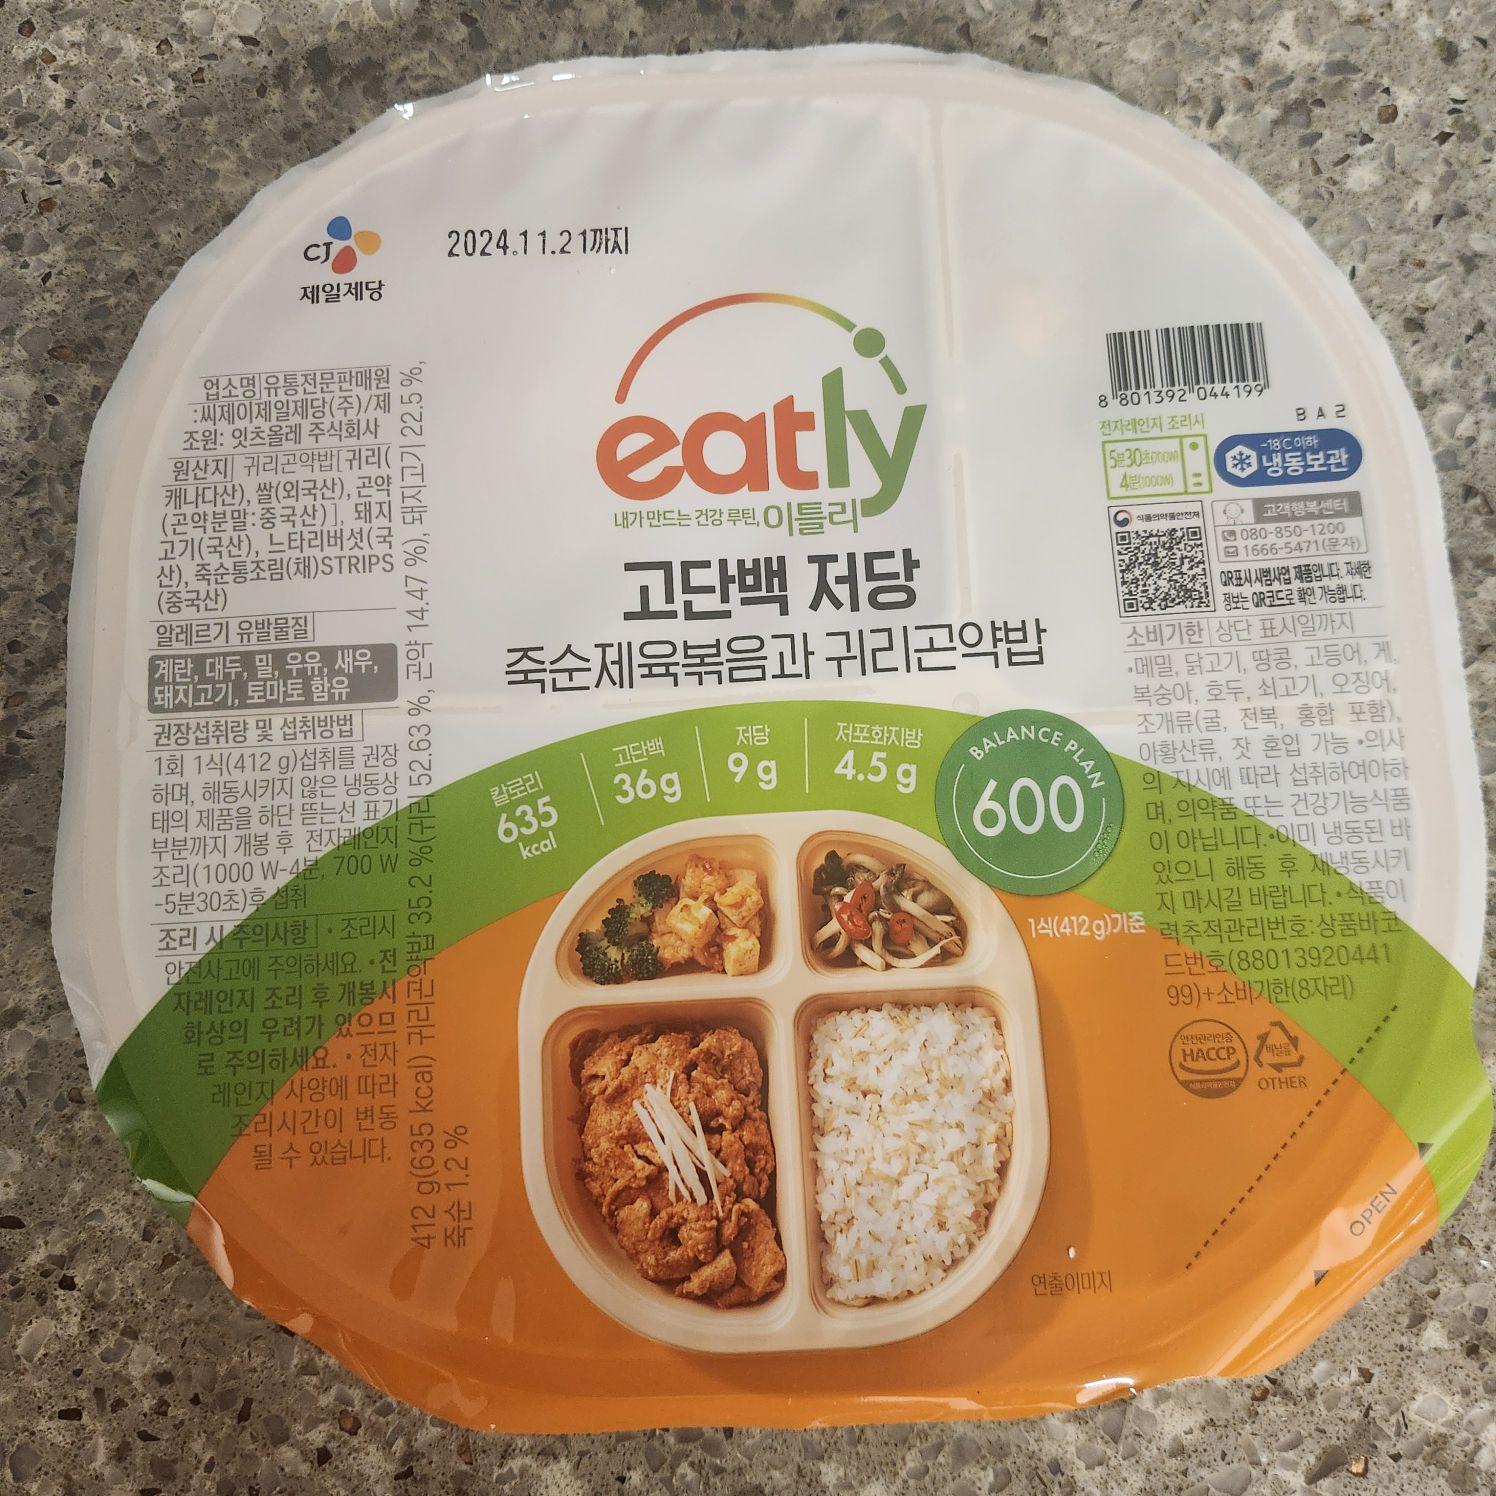 CJ
제일제당
2024.11.21까지
eatly
내가 만드는 건강 루틴, 이틀리
고단백 저당
죽순제육볶음과 귀리곤약밥
칼로리
635
kcal
고단백
36g
저당
9g
저포화지방
4.5g
BALANCE PLAN
600
1식(412g)기준
업소명 유통전문판매원
:씨제이제일제당(주)/제
조원: 잇츠올레 주식회사
원산지 귀리곤약밥[귀리(
캐나다산), 쌀(외국산), 곤약
(곤약분말:중국산)], 돼지
고기(국산), 느타리버섯(국
산), 죽순통조림(채)STRIPS
(중국산)
알레르기 유발물질
계란, 대두, 밀, 우유, 새우,
돼지고기, 토마토 함유
권장섭취량 및 섭취방법
1회 1식(412 g)섭취를 권장
하며, 해동시키지 않은 냉동상
태의 제품을 하단 뜯는선 표기
부분까지 개봉 후 전자레인지
조리(1000 W-4분, 700 W
-5분30초)후 섭취
조리 시 주의사항 • 조리시
안전사고에 주의하세요. •전
자레인지 조리 후 개봉시
화상의 우려가 있으므
로 주의하세요. • 전자
레인지 사양에 따라
조리시간이 변동
될 수 있습니다.
412 g(635 kcal) 귀리곤약밥 35.2 %(귀리 52.63 %, 곤약 14.47 %), 돼지고기 22.5 %,
죽순 1.2 %
8 801392 044199
BA2
전자레인지 조리시
5분30초(700W)
4분(1000W)
-18℃ 이하
냉동보관
식품의약품안전처
고객행복센터
080-850-1200
1666-5471(문자)
QR표시 시범사업 제품입니다. 자세한
정보는 QR코드로 확인 가능합니다.
소비기한 상단 표시일까지
•메밀, 닭고기, 땅콩, 고등어, 게,
복숭아, 호두, 쇠고기, 오징어,
조개류(굴, 전복, 홍합 포함),
아황산류, 잣 혼입 가능 •의사
의 지시에 따라 섭취하여야하
며, 의약품 또는 건강기능식품
이 아닙니다.•이미 냉동된 바
있으니 해동 후 재냉동시키
지 마시길 바랍니다.•식품이
력추적관리번호:상품바코
드번호(88013920441
99)+소비기한(8자리)
안전관리인증
HACCP
식품의약품안전처
비닐류
OTHER
OPEN
연출이미지